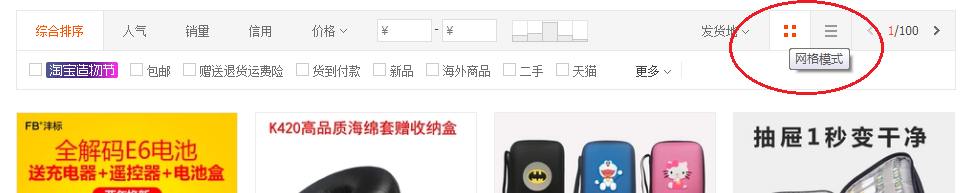 综合排序 人气 销量 信用 价格 ¥ - ¥ 发货地 1/100
网格模式
淘宝造物节 包邮 赠送退货运费险 货到付款 新品 海外商品 二手 天猫 更多
FB 沣标
全解码E6电池
送充电器+遥控器+电池盒
K420高品质海绵套赠收纳盒
BATMAN
抽屉1秒变干净